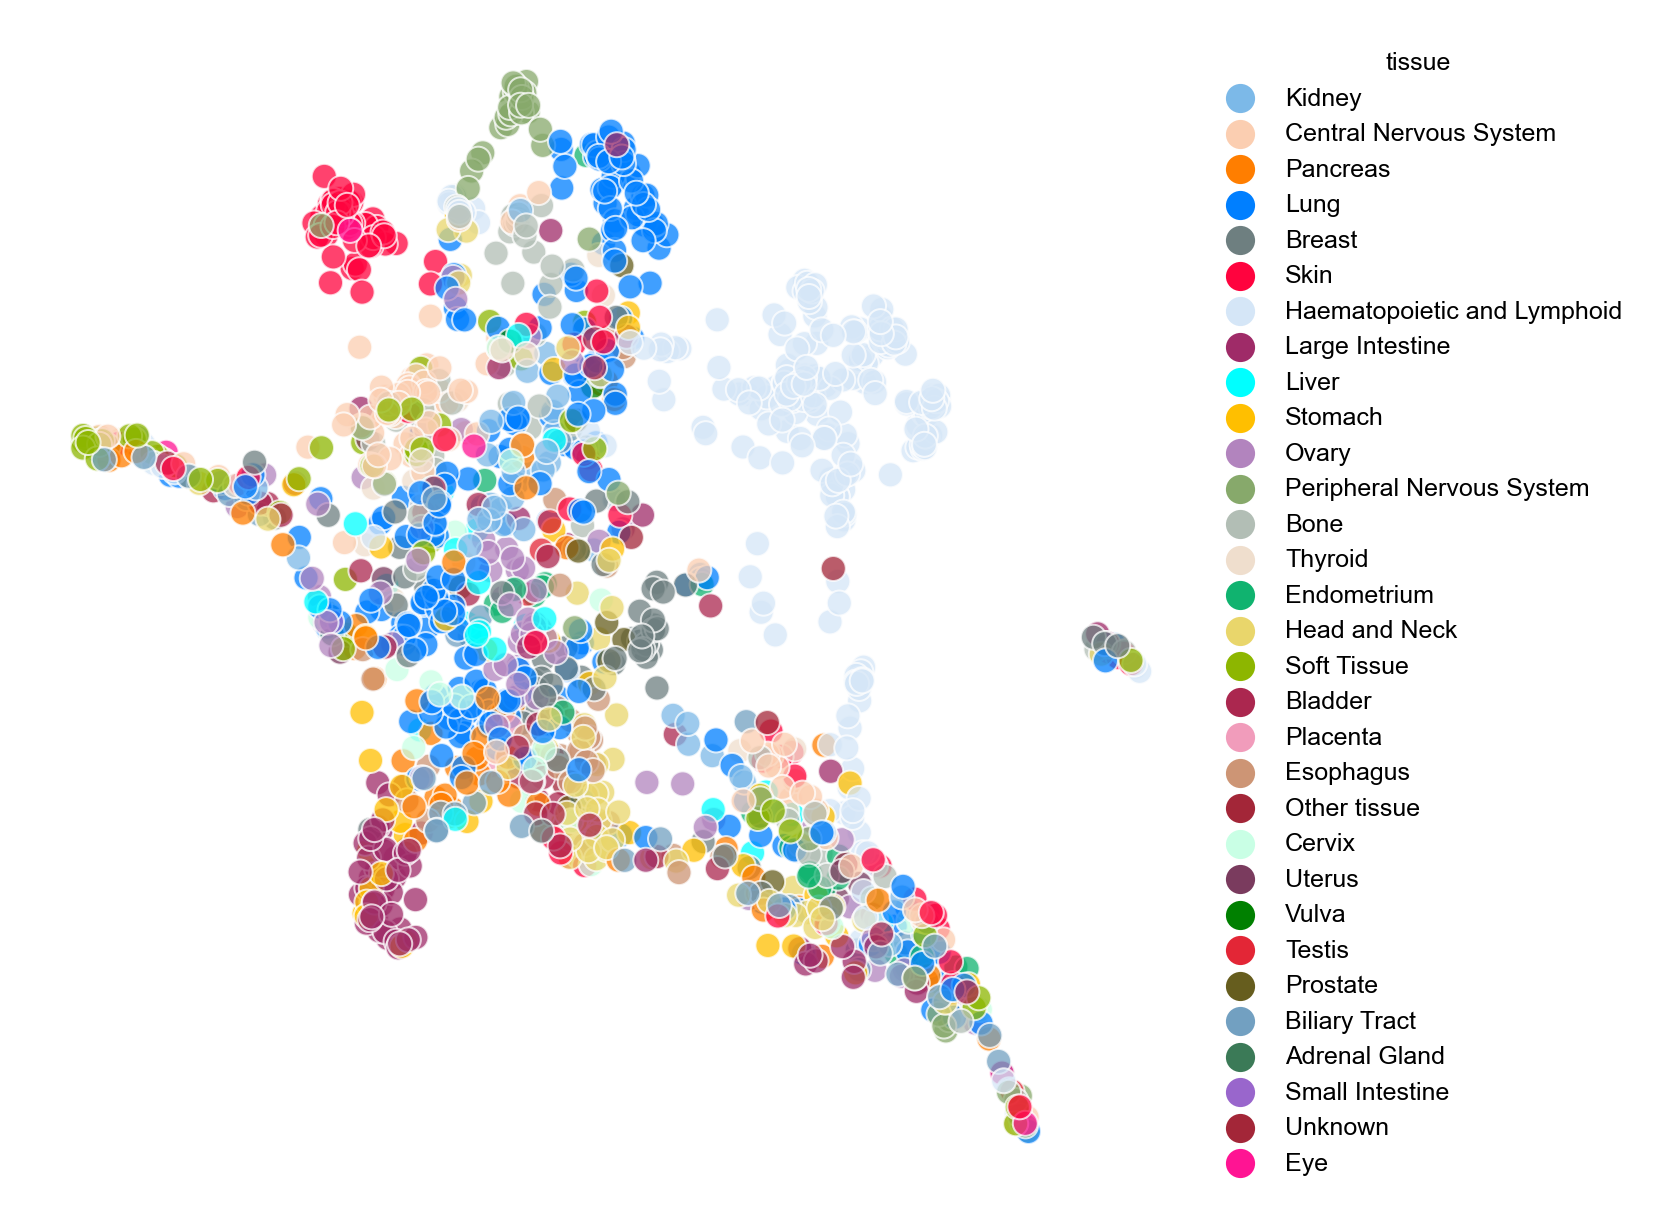 tissue
Kidney
Central Nervous System
Pancreas
Lung
Breast
Skin
Haematopoietic and Lymphoid
Large Intestine
Liver
Stomach
Ovary
Peripheral Nervous System
Bone
Thyroid
Endometrium
Head and Neck
Soft Tissue
Bladder
Placenta
Esophagus
Other tissue
Cervix
Uterus
Vulva
Testis
Prostate
Biliary Tract
Adrenal Gland
Small Intestine
Unknown
Eye